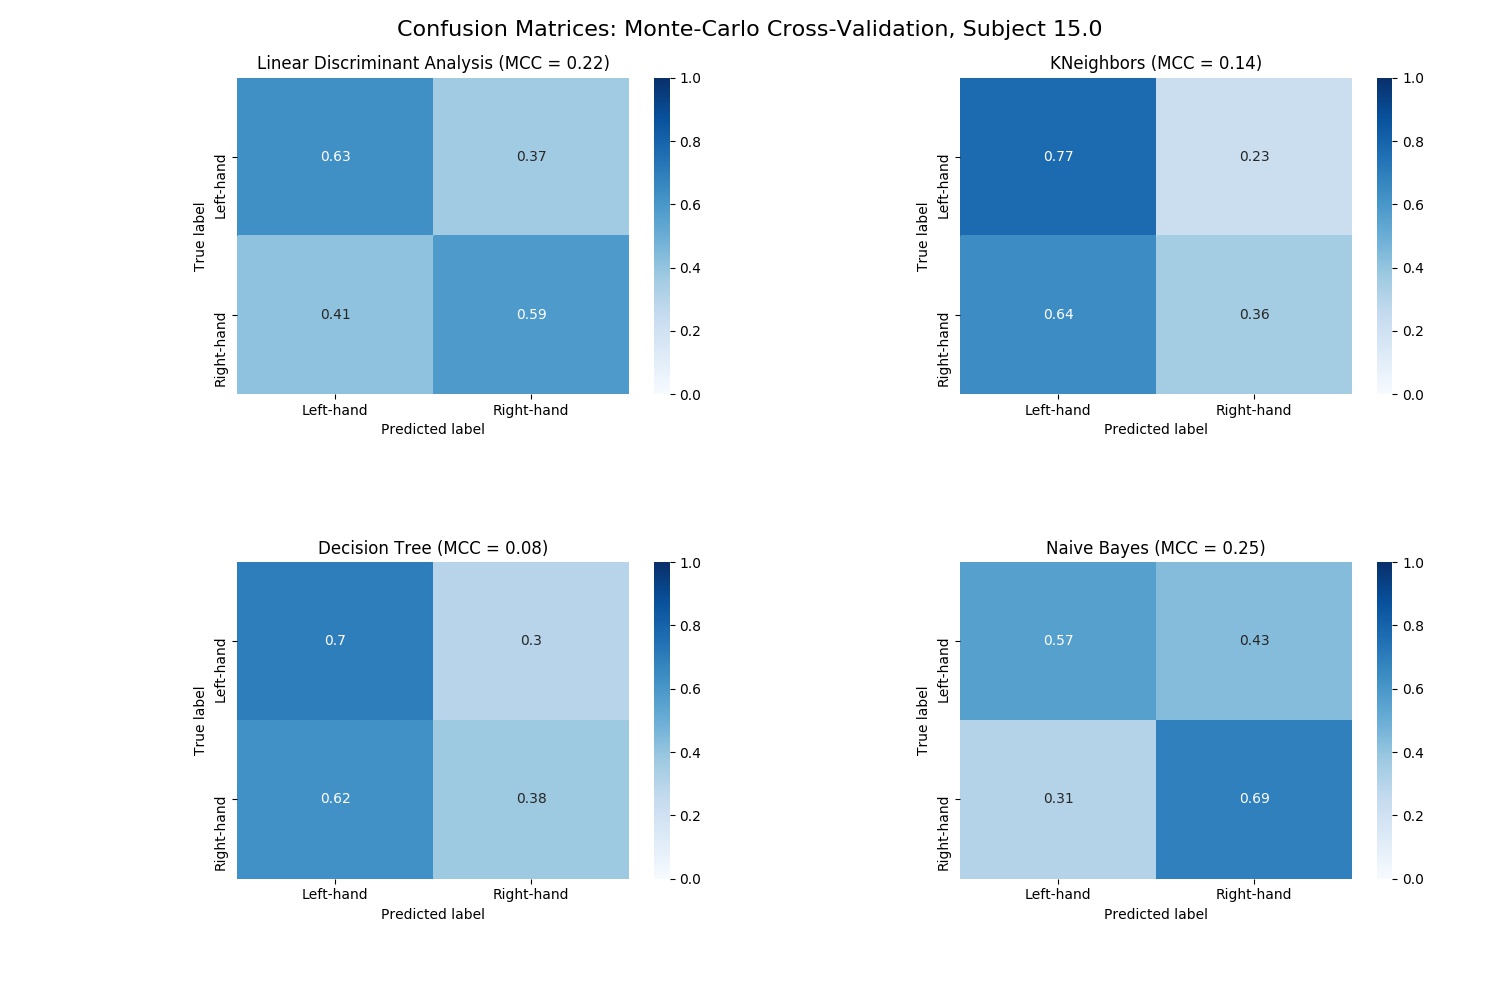 Confusion Matrices: Monte-Carlo Cross-Validation, Subject 15.0
Linear Discriminant Analysis (MCC = 0.22)
True label
Left-hand
Right-hand
0.63
0.37
0.41
0.59
Left-hand
Right-hand
Predicted label
1.0
0.8
0.6
0.4
0.2
0.0
KNeighbors (MCC = 0.14)
True label
Left-hand
Right-hand
0.77
0.23
0.64
0.36
Left-hand
Right-hand
Predicted label
1.0
0.8
0.6
0.4
0.2
0.0
Decision Tree (MCC = 0.08)
True label
Left-hand
Right-hand
0.7
0.3
0.62
0.38
Left-hand
Right-hand
Predicted label
1.0
0.8
0.6
0.4
0.2
0.0
Naive Bayes (MCC = 0.25)
True label
Left-hand
Right-hand
0.57
0.43
0.31
0.69
Left-hand
Right-hand
Predicted label
1.0
0.8
0.6
0.4
0.2
0.0